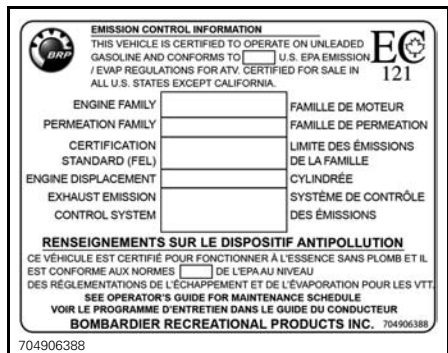 EMISSION CONTROL INFORMATION
THIS VEHICLE IS CERTIFIED TO OPERATE ON UNLEADED
GASOLINE AND CONFORMS TO U.S. EPA EMISSION
/ EVAP REGULATIONS FOR ATV. CERTIFIED FOR SALE IN
ALL U.S. STATES EXCEPT CALIFORNIA.
BRP
EC
121
ENGINE FAMILY FAMILLE DE MOTEUR
PERMEATION FAMILY FAMILLE DE PERMEATION
CERTIFICATION LIMITE DES ÉMISSIONS
STANDARD (FEL) DE LA FAMILLE
ENGINE DISPLACEMENT CYLINDRÉE
EXHAUST EMISSION SYSTÈME DE CONTRÔLE
CONTROL SYSTEM DES ÉMISSIONS
RENSEIGNEMENTS SUR LE DISPOSITIF ANTIPOLLUTION
CE VÉHICULE EST CERTIFIÉ POUR FONCTIONNER À L'ESSENCE SANS PLOMB ET IL
EST CONFORME AUX NORMES DE L'EPA AU NIVEAU
DES RÉGLEMENTATIONS DE L'ÉCHAPPEMENT ET DE L'ÉVAPORATION POUR LES VTT.
SEE OPERATOR'S GUIDE FOR MAINTENANCE SCHEDULE
VOIR LE PROGRAMME D'ENTRETIEN DANS LE GUIDE DU CONDUCTEUR
BOMBARDIER RECREATIONAL PRODUCTS INC. 704906388
704906388